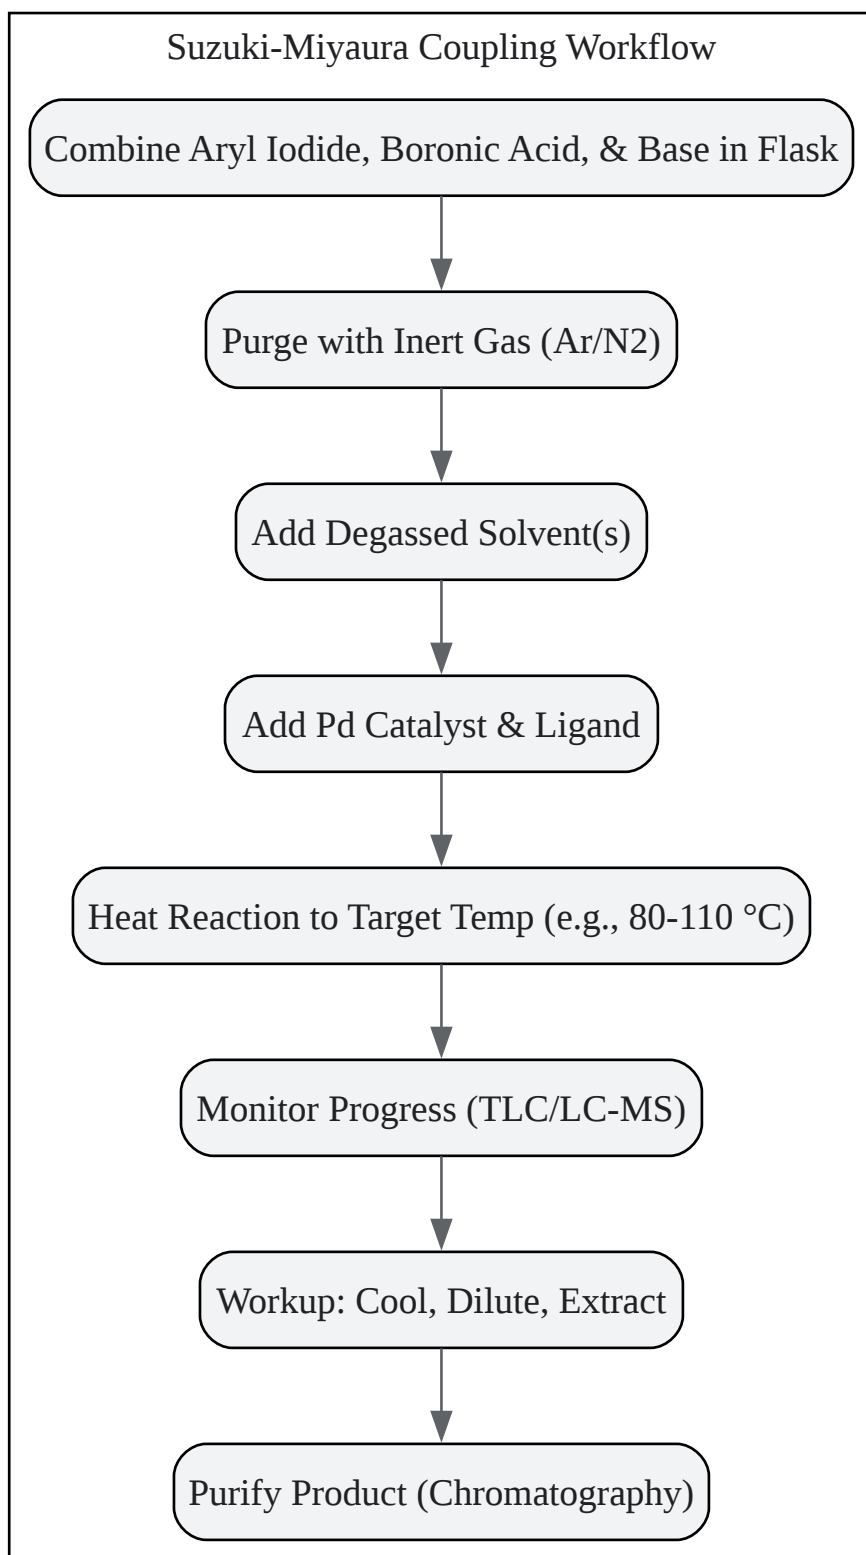 Suzuki-Miyaura Coupling Workflow
Combine Aryl Iodide, Boronic Acid, & Base in Flask
Purge with Inert Gas (Ar/N2)
Add Degassed Solvent(s)
Add Pd Catalyst & Ligand
Heat Reaction to Target Temp (e.g., 80-110 °C)
Monitor Progress (TLC/LC-MS)
Workup: Cool, Dilute, Extract
Purify Product (Chromatography)